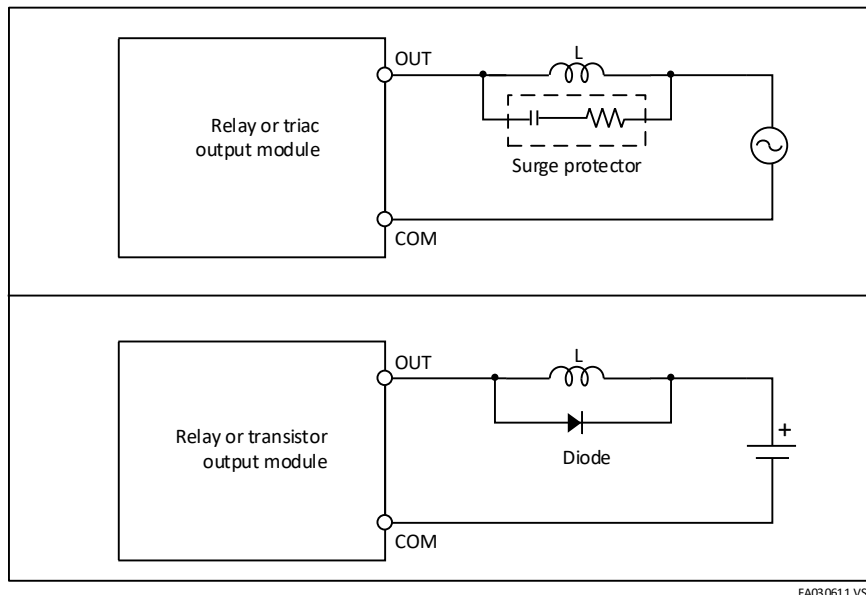 OUT
L
Relay or triac
output module
Surge protector
COM
OUT
L
Relay or transistor
output module
+
Diode
COM
FA030611.VS